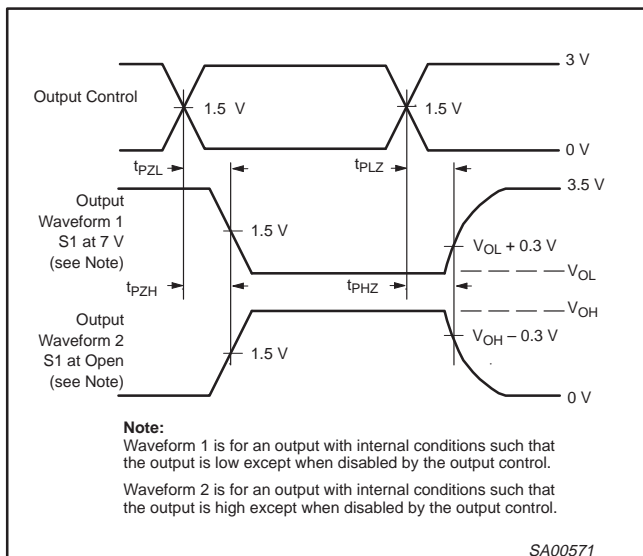 3 V
Output Control
1.5 V
1.5 V
0 V
tPZL
tPLZ
3.5 V
Output
Waveform 1
S1 at 7 V
(see Note)
1.5 V
VOL + 0.3 V
VOL
tPZH
tPHZ
VOH
Output
Waveform 2
S1 at Open
(see Note)
1.5 V
VOH – 0.3 V
0 V
Note:
Waveform 1 is for an output with internal conditions such that
the output is low except when disabled by the output control.
Waveform 2 is for an output with internal conditions such that
the output is high except when disabled by the output control.
SA00571